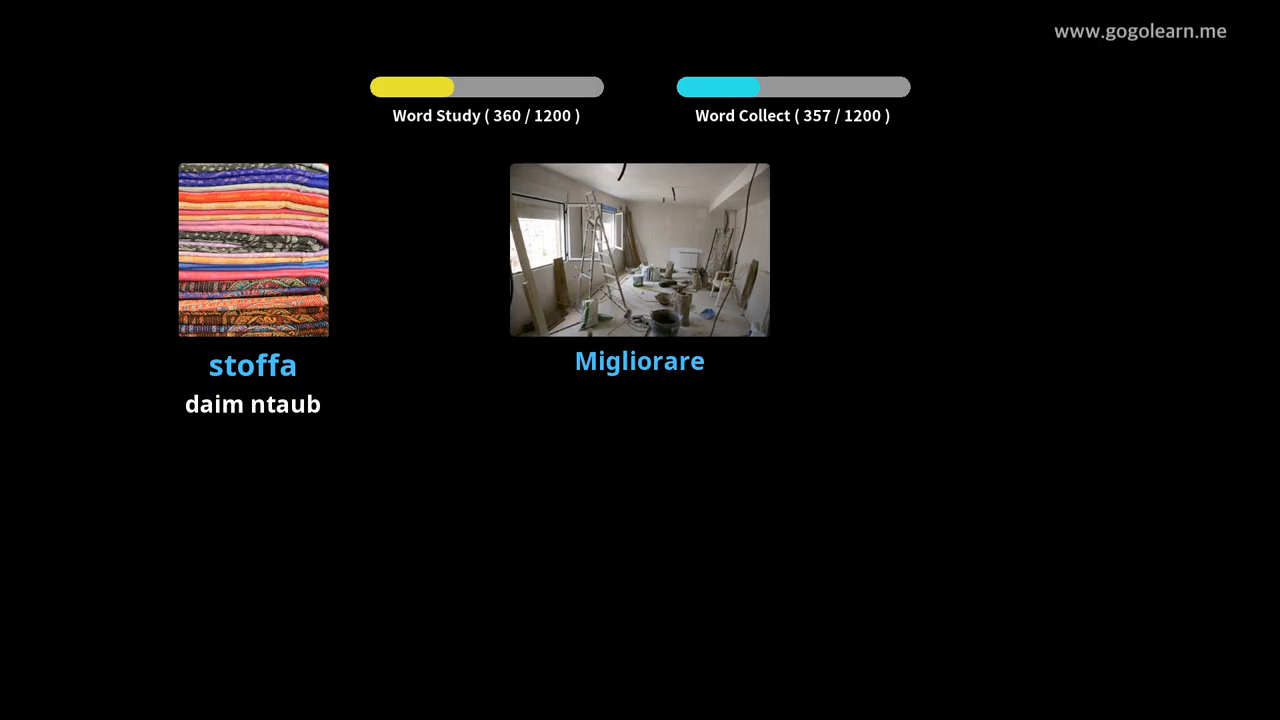 www.gogolearn.me
Word Study ( 360 / 1200 )
Word Collect ( 357 / 1200 )
stoffa
daim ntaub
Migliorare